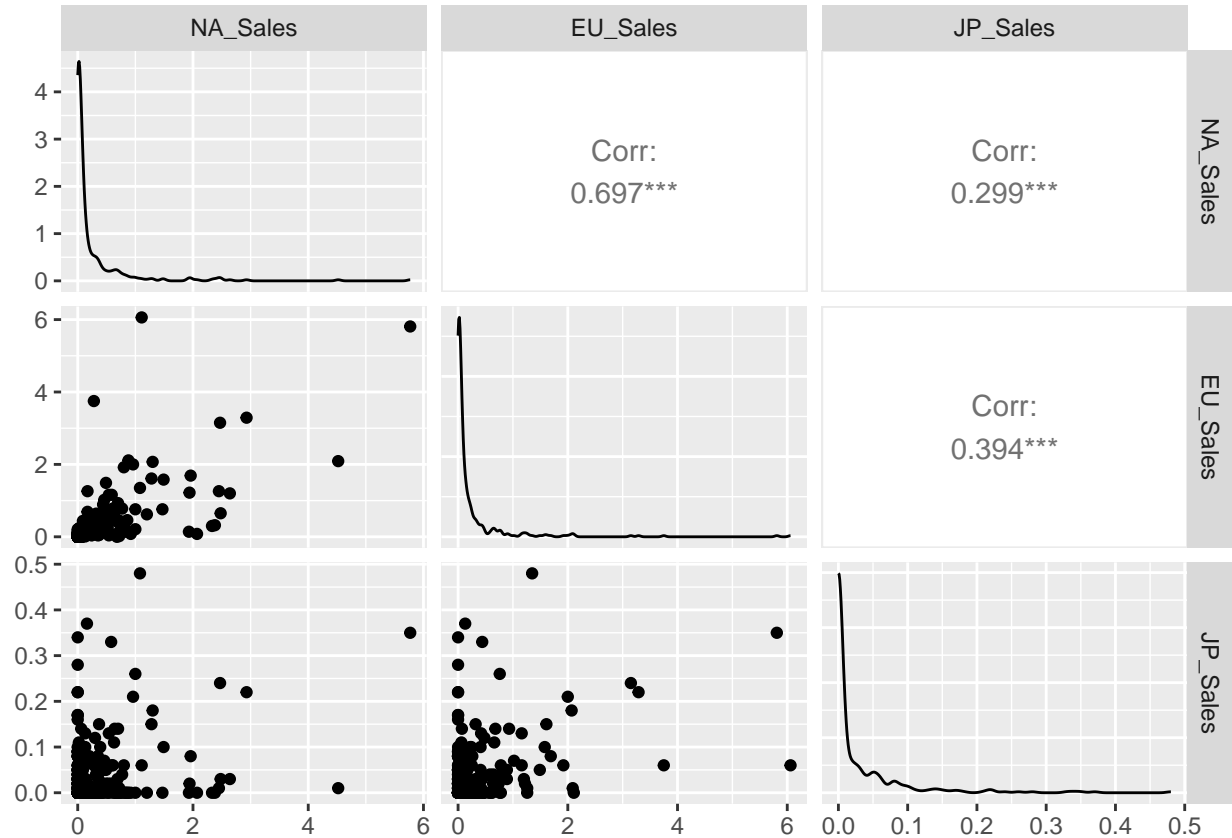 NA_Sales
EU_Sales
JP_Sales
4
3
2
1
0
Corr:
0.697***
Corr:
0.299***
NA_Sales
6
4
2
0
Corr:
0.394***
EU_Sales
0.5
0.4
0.3
0.2
0.1
0.0
JP_Sales
0 2 4 6
0 2 4 6
0.0 0.1 0.2 0.3 0.4 0.5